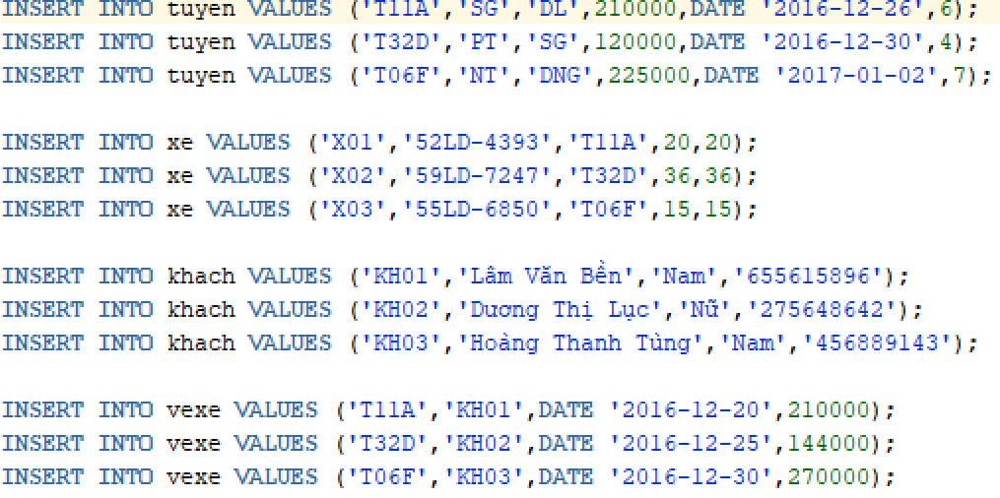 INSERT INTO tuyen VALUES ('T11A','SG','DL',210000,DATE '2016-12-26',6);
INSERT INTO tuyen VALUES ('T32D','PT','SG',120000,DATE '2016-12-30',4);
INSERT INTO tuyen VALUES ('T06F','NT','DNG',225000,DATE '2017-01-02',7);
INSERT INTO xe VALUES ('X01','52LD-4393','T11A',20,20);
INSERT INTO xe VALUES ('X02','59LD-7247','T32D',36,36);
INSERT INTO xe VALUES ('X03','55LD-6850','T06F',15,15);
INSERT INTO khach VALUES ('KH01','Lâm Văn Bền','Nam','655615896');
INSERT INTO khach VALUES ('KH02','Dương Thị Lục','Nữ','275648642');
INSERT INTO khach VALUES ('KH03','Hoàng Thanh Tùng','Nam','456889143');
INSERT INTO vexe VALUES ('T11A','KH01',DATE '2016-12-20',210000);
INSERT INTO vexe VALUES ('T32D','KH02',DATE '2016-12-25',144000);
INSERT INTO vexe VALUES ('T06F','KH03',DATE '2016-12-30',270000);